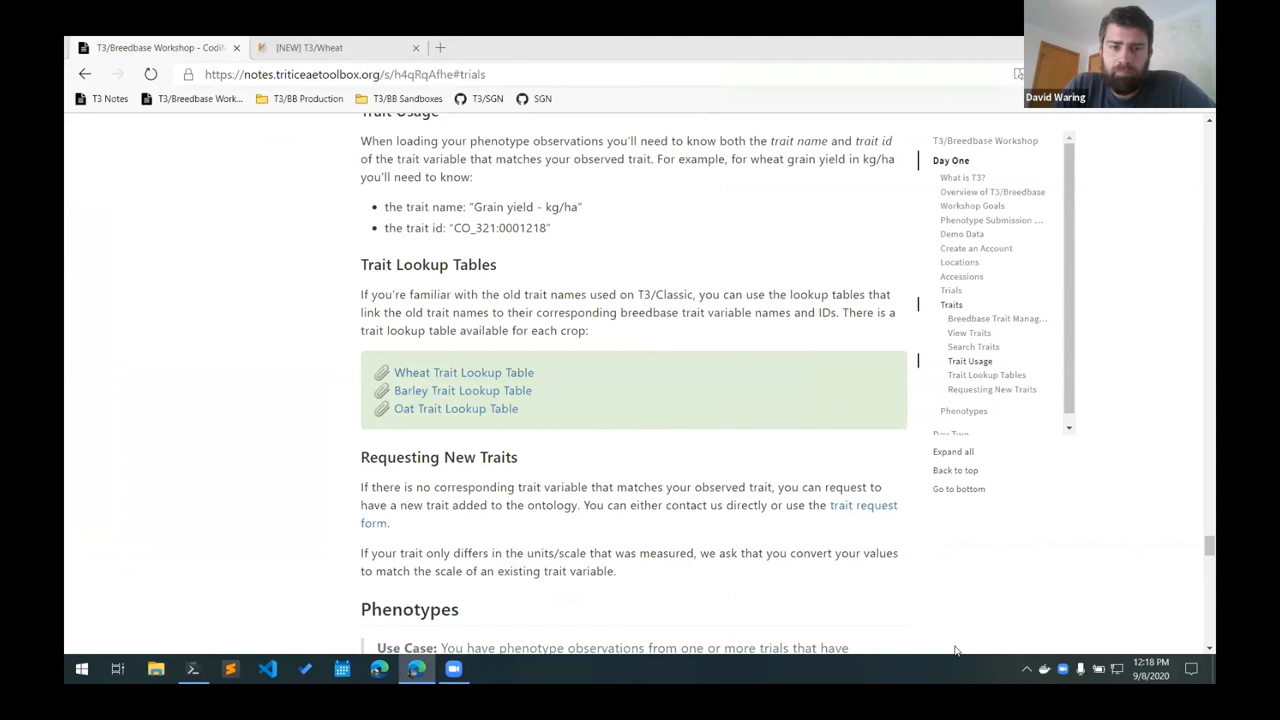 T3/Breedbase Workshop - CodiM
[NEW] T3/Wheat
https://notes.triticeaetoolbox.org/s/h4qRqAfhe#trials
T3 Notes
T3/Breedbase Work...
T3/BB Production
T3/BB Sandboxes
T3/SGN
SGN
David Waring
Trait Usage
When loading your phenotype observations you'll need to know both the trait name and trait id
of the trait variable that matches your observed trait. For example, for wheat grain yield in kg/ha
you'll need to know:
• the trait name: "Grain yield - kg/ha"
• the trait id: "CO_321:0001218"
Trait Lookup Tables
If you're familiar with the old trait names used on T3/Classic, you can use the lookup tables that
link the old trait names to their corresponding breedbase trait variable names and IDs. There is a
trait lookup table available for each crop:
Wheat Trait Lookup Table
Barley Trait Lookup Table
Oat Trait Lookup Table
Requesting New Traits
If there is no corresponding trait variable that matches your observed trait, you can request to
have a new trait added to the ontology. You can either contact us directly or use the trait request
form.
If your trait only differs in the units/scale that was measured, we ask that you convert your values
to match the scale of an existing trait variable.
Phenotypes
Use Case: You have phenotype observations from one or more trials that have
T3/Breedbase Workshop
Day One
What is T3?
Overview of T3/Breedbase
Workshop Goals
Phenotype Submission ...
Demo Data
Create an Account
Locations
Accessions
Trials
Traits
Breedbase Trait Manag...
View Traits
Search Traits
Trait Usage
Trait Lookup Tables
Requesting New Traits
Phenotypes
Day Two
Expand all
Back to top
Go to bottom
12:18 PM
9/8/2020